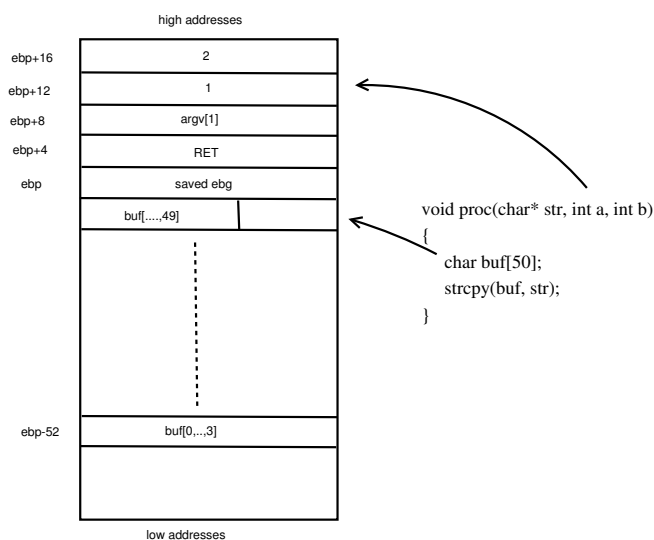 high addresses
ebp+16 2
ebp+12 1
ebp+8 argv[1]
ebp+4 RET
ebp saved ebg
buf[....,49]
void proc(char* str, int a, int b)
{
char buf[50];
strcpy(buf, str);
}
ebp-52 buf[0,..,3]
low addresses